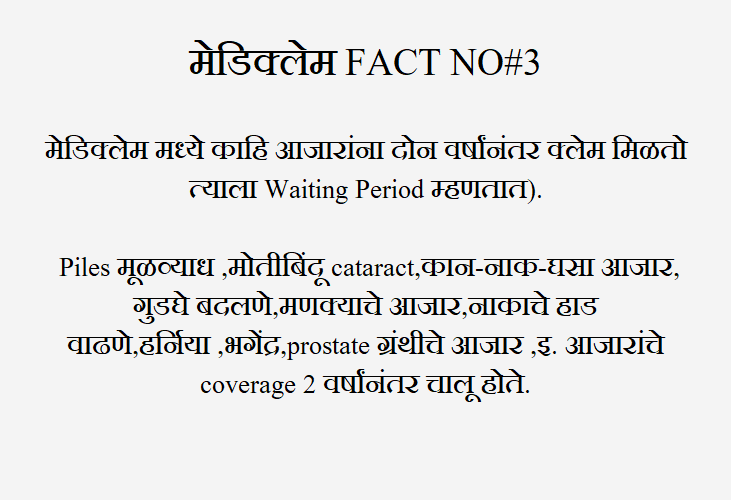 मेडिक्लेम FACT NO#3
मेडिक्लेम मध्ये काहि आजारांना दोन वर्षांनंतर क्लेम मिळतो
त्याला Waiting Period म्हणतात).
Piles मूळव्याध ,मोतीबिंदू cataract,कान-नाक-घसा आजार,
गुडघे बदलणे,मणक्याचे आजार,नाकाचे हाड
वाढणे,हर्निया ,भगेंद्र,prostate ग्रंथीचे आजार ,इ. आजारांचे
coverage 2 वर्षांनंतर चालू होते.